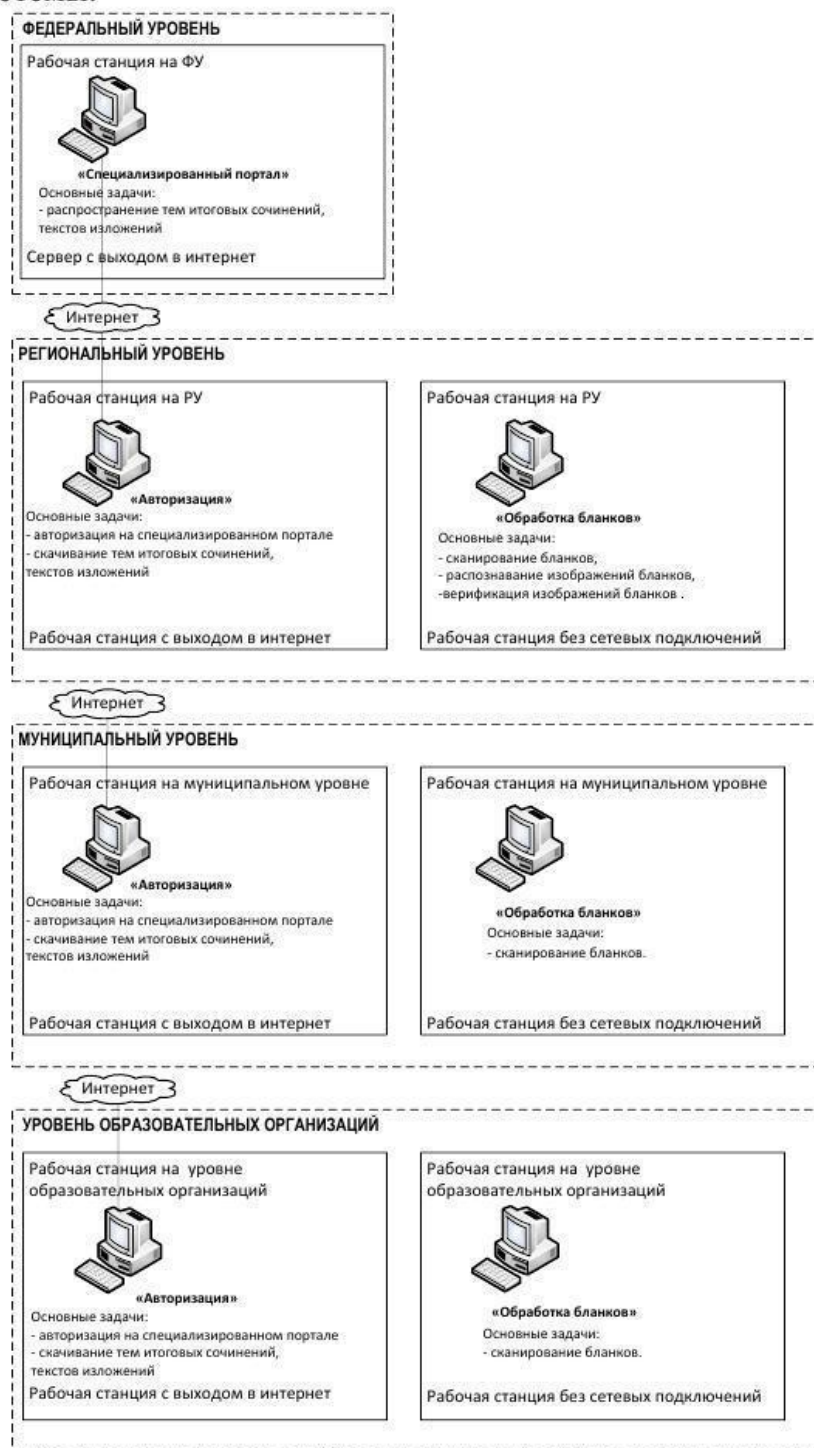 ФЕДЕРАЛЬНЫЙ УРОВЕНЬ
Рабочая станция на ФУ
«Специализированный портал»
Основные задачи:
- распространение тем итоговых сочинений,
текстов изложений
Сервер с выходом в интернет
Интернет
РЕГИОНАЛЬНЫЙ УРОВЕНЬ
Рабочая станция на РУ
«Авторизация»
Основные задачи:
- авторизация на специализированном портале
- скачивание тем итоговых сочинений,
текстов изложений
Рабочая станция с выходом в интернет
Рабочая станция на РУ
«Обработка бланков»
Основные задачи:
- сканирование бланков,
- распознавание изображений бланков,
-верификация изображений бланков .
Рабочая станция без сетевых подключений
Интернет
МУНИЦИПАЛЬНЫЙ УРОВЕНЬ
Рабочая станция на муниципальном уровне
«Авторизация»
Основные задачи:
- авторизация на специализированном портале
- скачивание тем итоговых сочинений,
текстов изложений
Рабочая станция с выходом в интернет
Рабочая станция на муниципальном уровне
«Обработка бланков»
Основные задачи:
- сканирование бланков.
Рабочая станция без сетевых подключений
Интернет
УРОВЕНЬ ОБРАЗОВАТЕЛЬНЫХ ОРГАНИЗАЦИЙ
Рабочая станция на уровне
образовательных организаций
«Авторизация»
Основные задачи:
- авторизация на специализированном портале
- скачивание тем итоговых сочинений,
текстов изложений
Рабочая станция с выходом в интернет
Рабочая станция на уровне
образовательных организаций
«Обработка бланков»
Основные задачи:
- сканирование бланков.
Рабочая станция без сетевых подключений